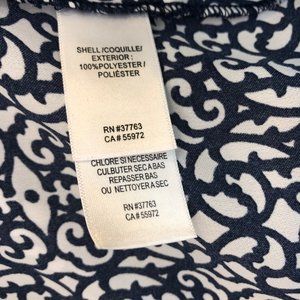 SHELL/COQUILLE/
EXTERIOR :
100%POLYESTER/
POLIÉSTER
RN #37763
CA# 55972
CHLORE SI NECESSAIRE
CULBUTER SEC A BAS
REPASSER BAS
OU NETTOYER A SEC
RN #37763
CA# 55972